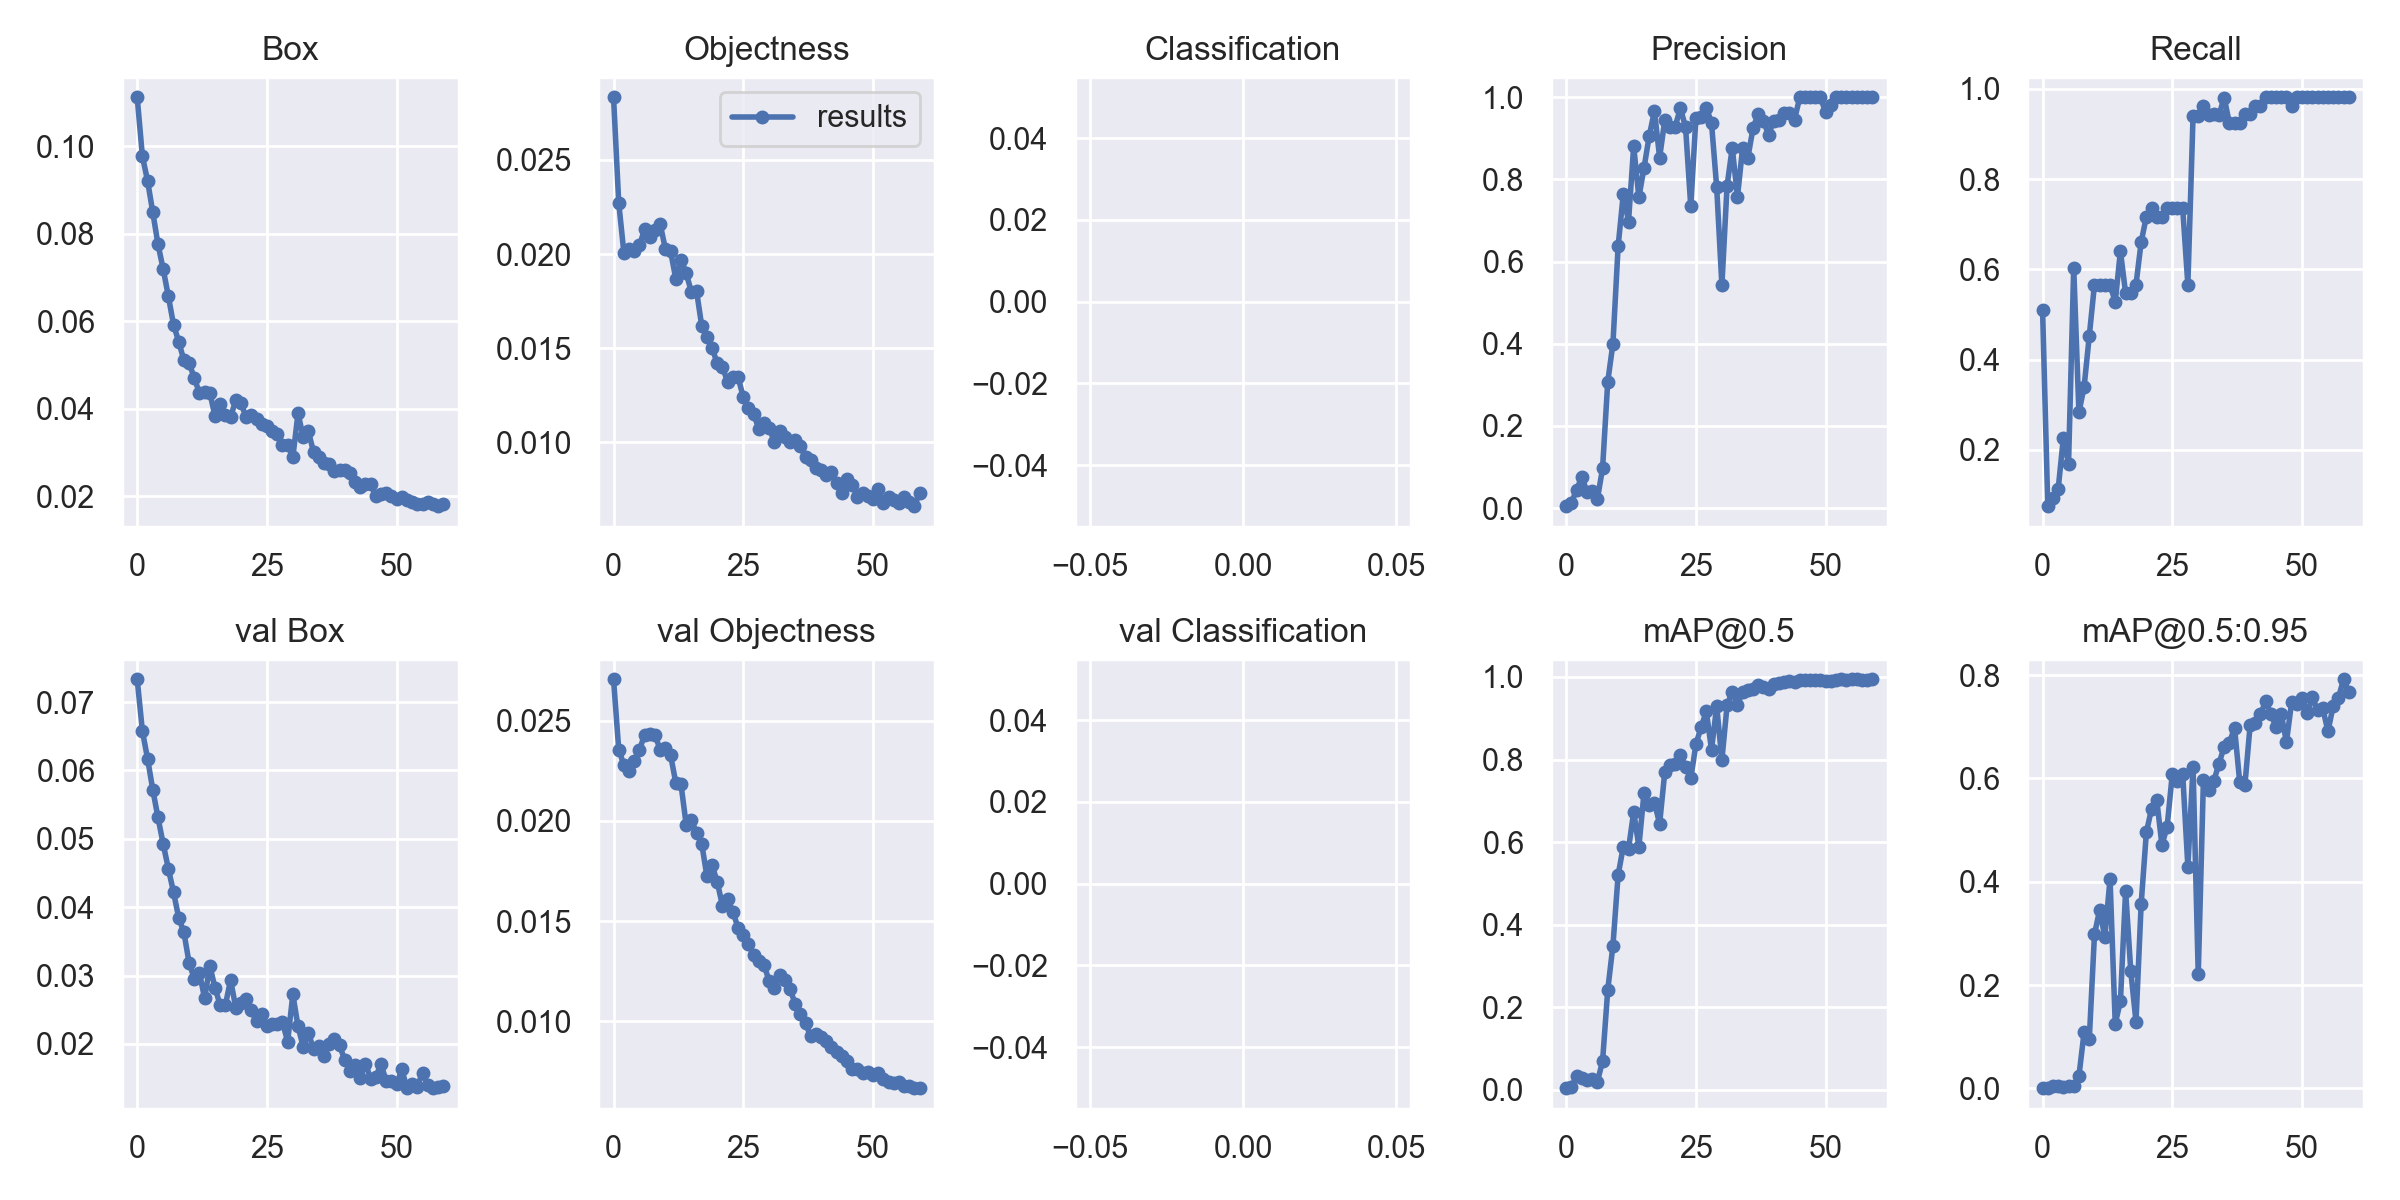 Box
0.10
0.08
0.06
0.04
0.02
0 25 50
Objectness
results
0.025
0.020
0.015
0.010
0 25 50
Classification
0.04
0.02
0.00
−0.02
−0.04
−0.05 0.00 0.05
Precision
1.0
0.8
0.6
0.4
0.2
0.0
0 25 50
Recall
1.0
0.8
0.6
0.4
0.2
0 25 50
val Box
0.07
0.06
0.05
0.04
0.03
0.02
0 25 50
val Objectness
0.025
0.020
0.015
0.010
0 25 50
val Classification
0.04
0.02
0.00
−0.02
−0.04
−0.05 0.00 0.05
mAP@0.5
1.0
0.8
0.6
0.4
0.2
0.0
0 25 50
mAP@0.5:0.95
0.8
0.6
0.4
0.2
0.0
0 25 50